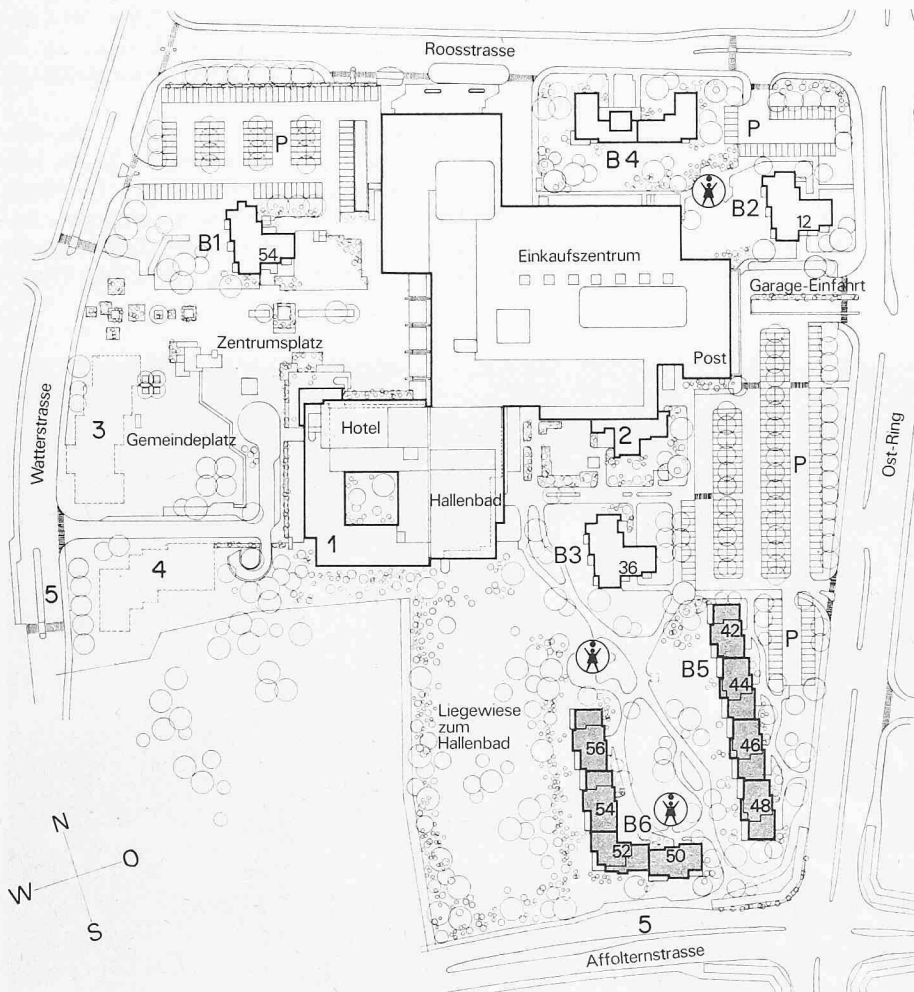 Roosstrasse
P
P
B4
B2
12
B1
54
Einkaufszentrum
Garage-Einfahrt
Zentrumsplatz
Post
Watterstrasse
3
Gemeindeplatz
Hotel
2
P
Ost-Ring
Hallenbad
1
B3
36
4
5
42
P
B5
44
Liegewiese
zum
Hallenbad
56
46
54
48
B6
52
50
N
O
W
S
5
Affolternstrasse